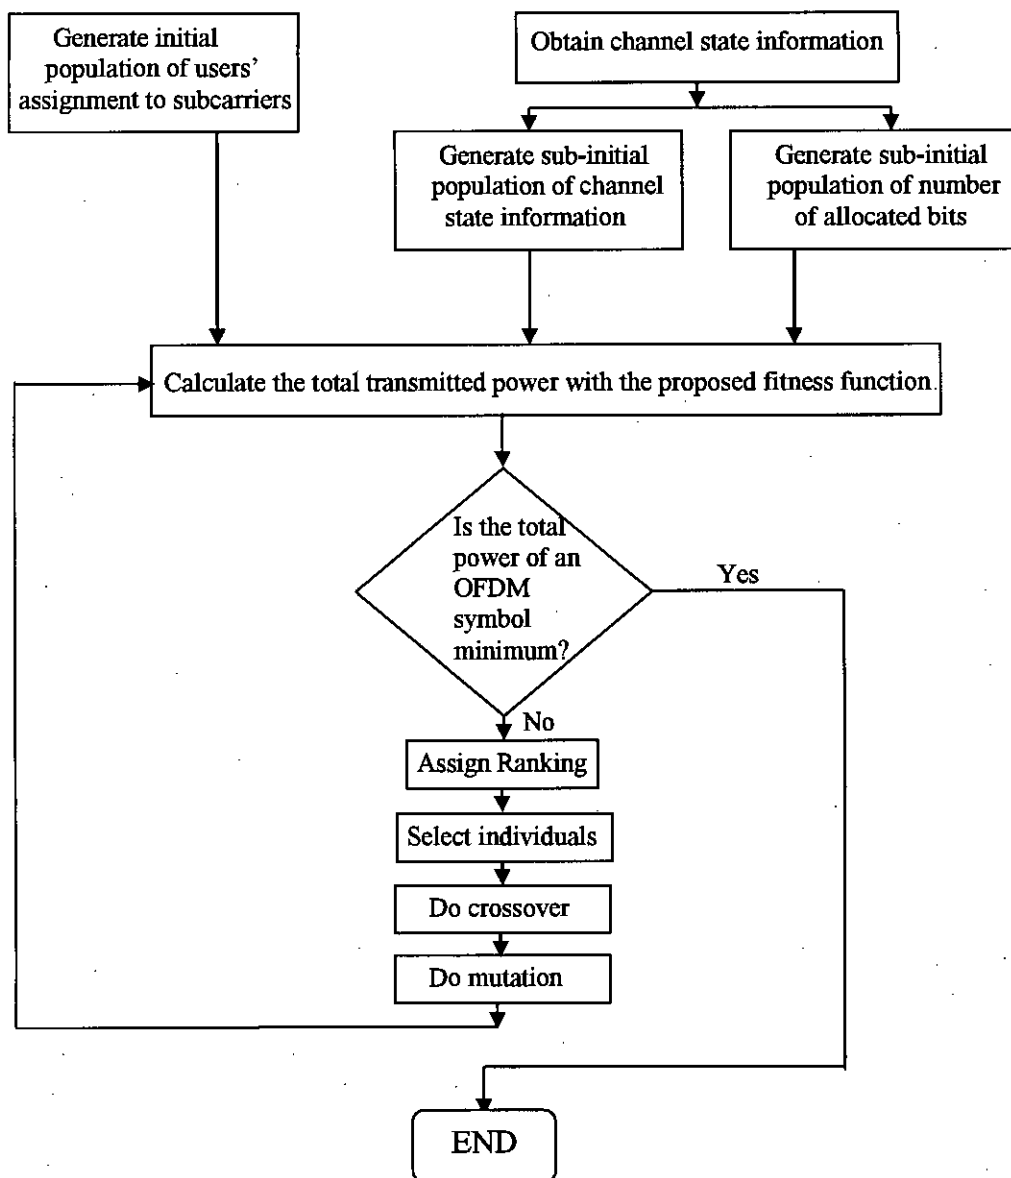 Generate initial
population of users'
assignment to subcarriers
Obtain channel state information
Generate sub-initial
population of channel
state information
Generate sub-initial
population of number
of allocated bits
Calculate the total transmitted power with the proposed fitness function
Is the total
power of an
OFDM
symbol
minimum?
Yes
No
Assign Ranking
Select individuals
Do crossover
Do mutation
END